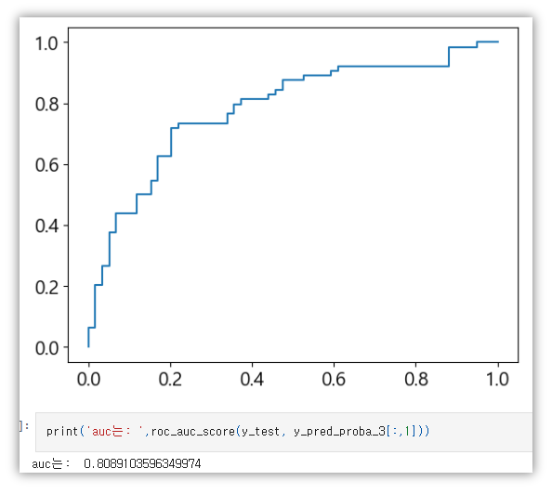 1.0
0.8
0.6
0.4
0.2
0.0
0.0 0.2 0.4 0.6 0.8 1.0
]: print('auc는: ',roc_auc_score(y_test, y_pred_proba_3[:,1]))
auc는: 0.8089103596349974